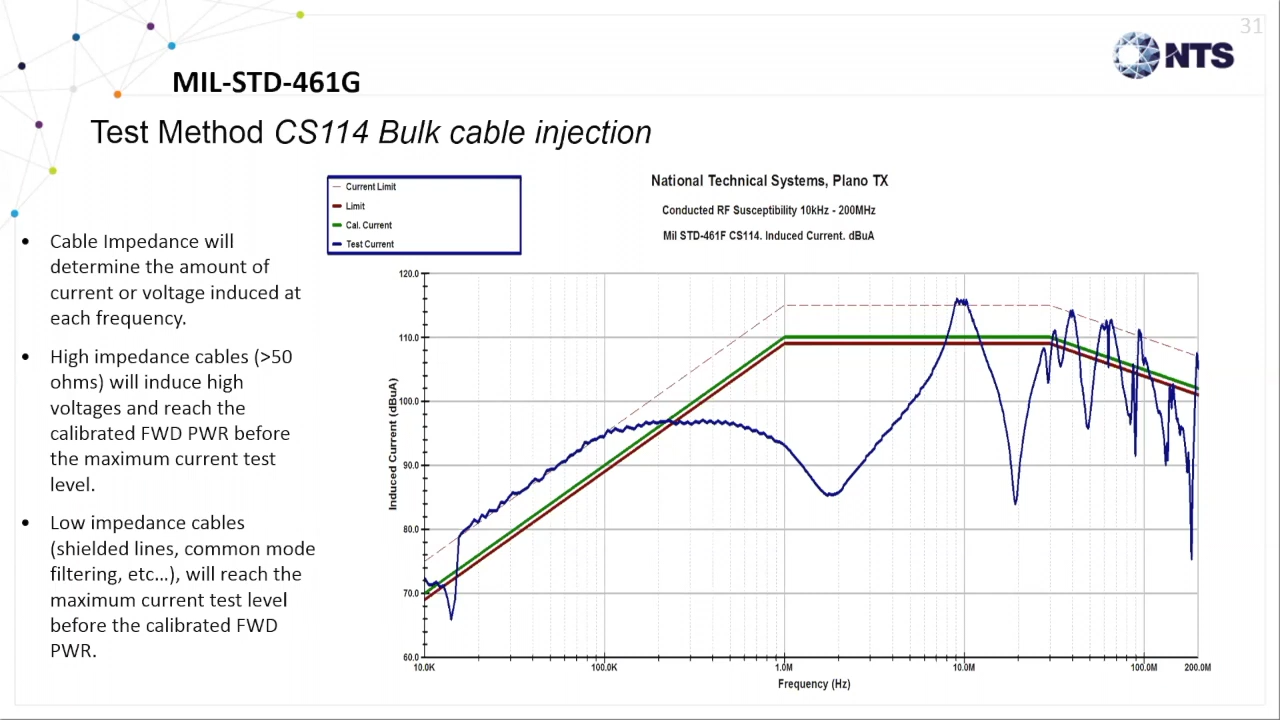 31
NTS
MIL-STD-461G
Test Method CS114 Bulk cable injection
Cable Impedance will
determine the amount of
current or voltage induced at
each frequency.
High impedance cables (>50
ohms) will induce high
voltages and reach the
calibrated FWD PWR before
the maximum current test
level.
Low impedance cables
(shielded lines, common mode
filtering, etc…), will reach the
maximum current test level
before the calibrated FWD
PWR.
Current Limit
Limit
Cal. Current
Test Current
National Technical Systems, Plano TX
Conducted RF Susceptibility 10kHz - 200MHz
Mil STD-461F CS114. Induced Current. dBuA
Induced Current (dBuA)
120.0
110.0
100.0
90.0
80.0
70.0
60.0
10.0K 100.0K 1.0M 10.0M 100.0M 200.0M
Frequency (Hz)